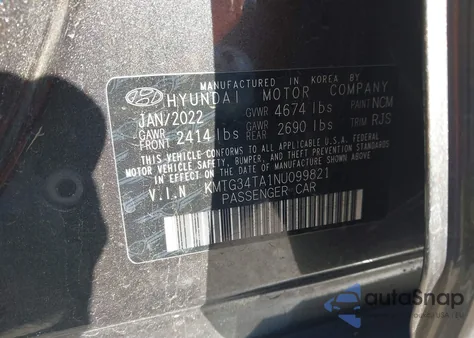 MANUFACTURED IN KOREA BY
HYUNDAI MOTOR COMPANY
JAN/2022 GVWR 4674 lbs PAINT NCM
GAWR FRONT 2414 lbs GAWR REAR 2690 lbs TRIM RJS
THIS VEHICLE CONFORMS TO ALL APPLICABLE U.S.A. FEDERAL
MOTOR VEHICLE SAFETY, BUMPER, AND THEFT PREVENTION STANDARDS
IN EFFECT ON THE DATE OF MANUFACTURE SHOWN ABOVE.
V.I.N KMTG34TA1NU099821
PASSENGER CAR
autoSnap